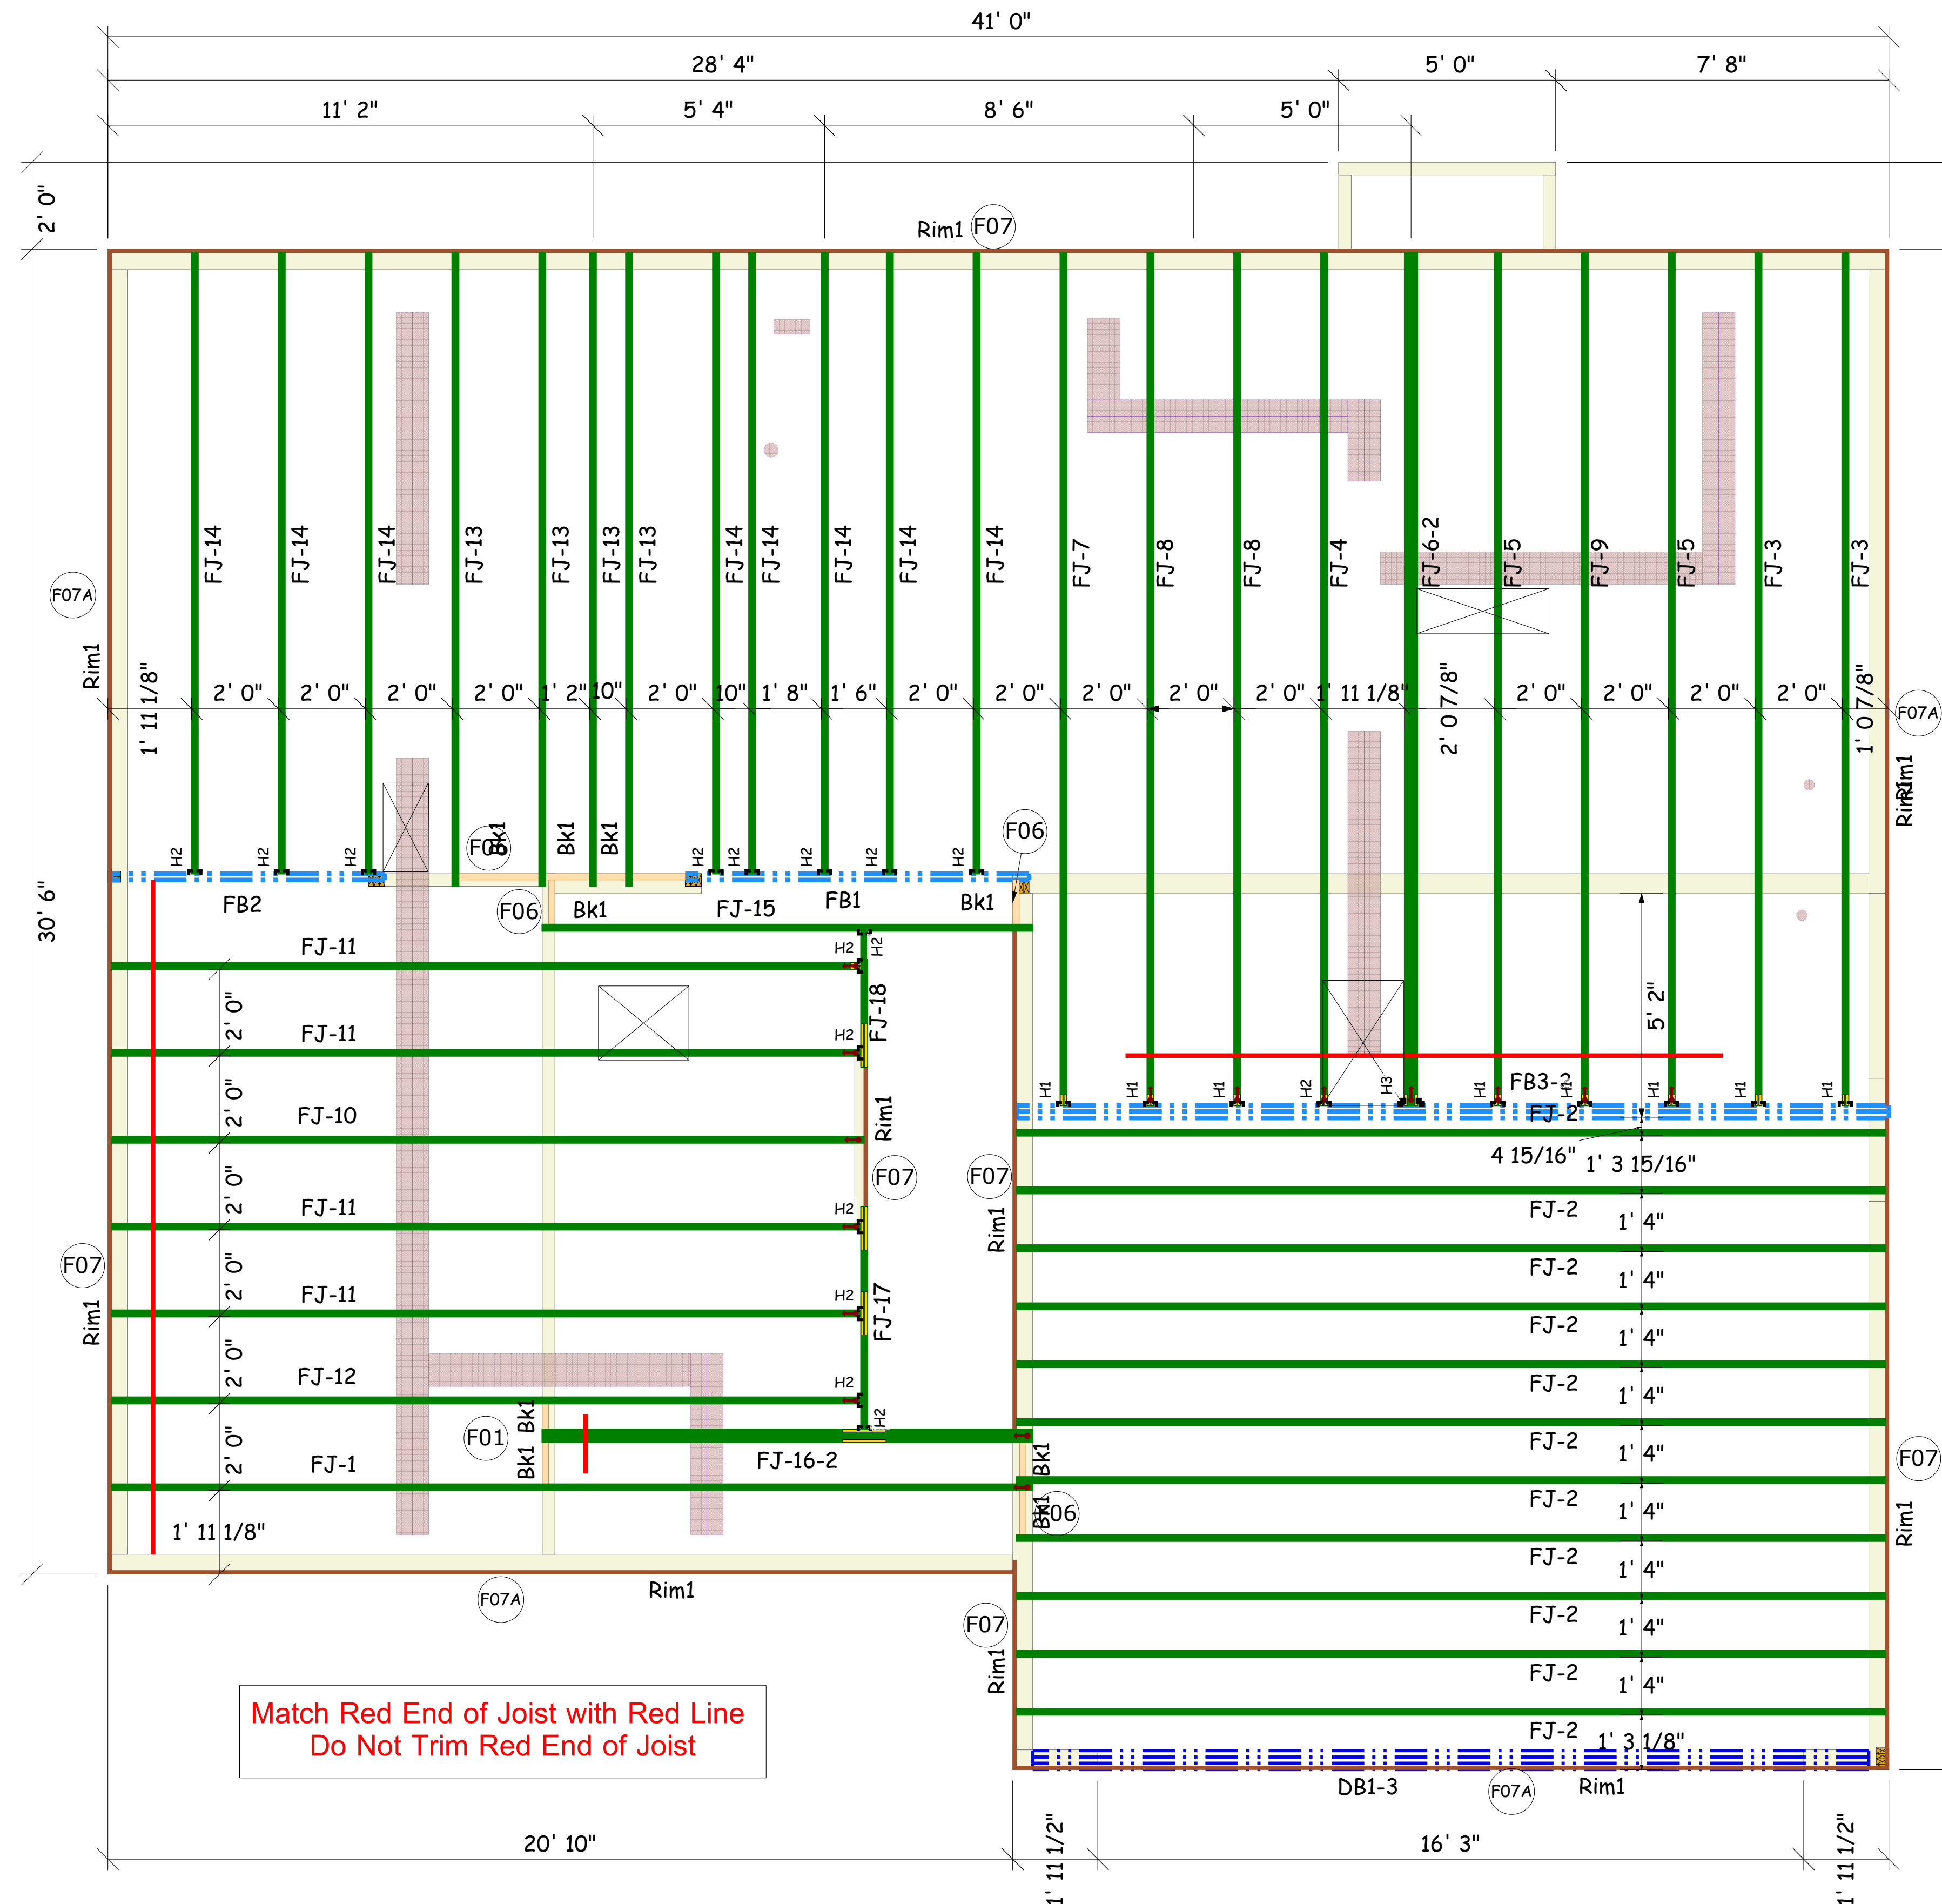 41' 0"
28' 4"
5' 0"
7' 8"
11' 2"
5' 4"
8' 6"
5' 0"
2' 0"
Rim1
F07
FJ-14
FJ-14
FJ-14
FJ-13
FJ-13
FJ-13
FJ-13
FJ-14
FJ-14
FJ-14
FJ-14
FJ-14
FJ-7
FJ-8
FJ-8
FJ-4
FJ-6-2
FJ-5
FJ-9
FJ-5
FJ-3
FJ-3
F07A
Rim1
1' 11 1/8"
2' 0"
2' 0"
2' 0"
2' 0"
1' 2"
10"
2' 0"
10"
1' 8"
1' 6"
2' 0"
2' 0"
2' 0"
2' 0"
2' 0"
1' 11 1/8"
2' 0 7/8"
2' 0"
2' 0"
2' 0"
2' 0"
1' 0 7/8"
F07A
Rim1
Rim1
30' 6"
H2
H2
H2
F06
Bk1
Bk1
Bk1
H2
H2
H2
H2
H2
F06
FB2
F06
Bk1
FJ-15
FB1
Bk1
FJ-11
H2
H2
2' 0"
FJ-11
H2
FJ-18
5' 2"
2' 0"
FJ-10
Rim1
H1
H1
H1
H2
H3
H1
H1
H1
H1
H1
FB3-2
FJ-2
4 15/16"
1' 3 15/16"
2' 0"
F07
F07
FJ-11
H2
Rim1
FJ-2
1' 4"
F07
Rim1
2' 0"
FJ-11
H2
FJ-17
FJ-2
1' 4"
2' 0"
FJ-12
H2
H2
FJ-2
1' 4"
FJ-2
1' 4"
Bk1
F01
Bk1
2' 0"
FJ-1
FJ-16-2
Bk1
Bk1
F06
FJ-2
1' 4"
F07
Rim1
FJ-2
1' 4"
1' 11 1/8"
FJ-2
1' 4"
F07A
Rim1
F07
Rim1
FJ-2
1' 4"
FJ-2
1' 4"
FJ-2
1' 3 1/8"
Match Red End of Joist with Red Line
Do Not Trim Red End of Joist
DB1-3
F07A
Rim1
20' 10"
1' 11 1/2"
16' 3"
1' 11 1/2"